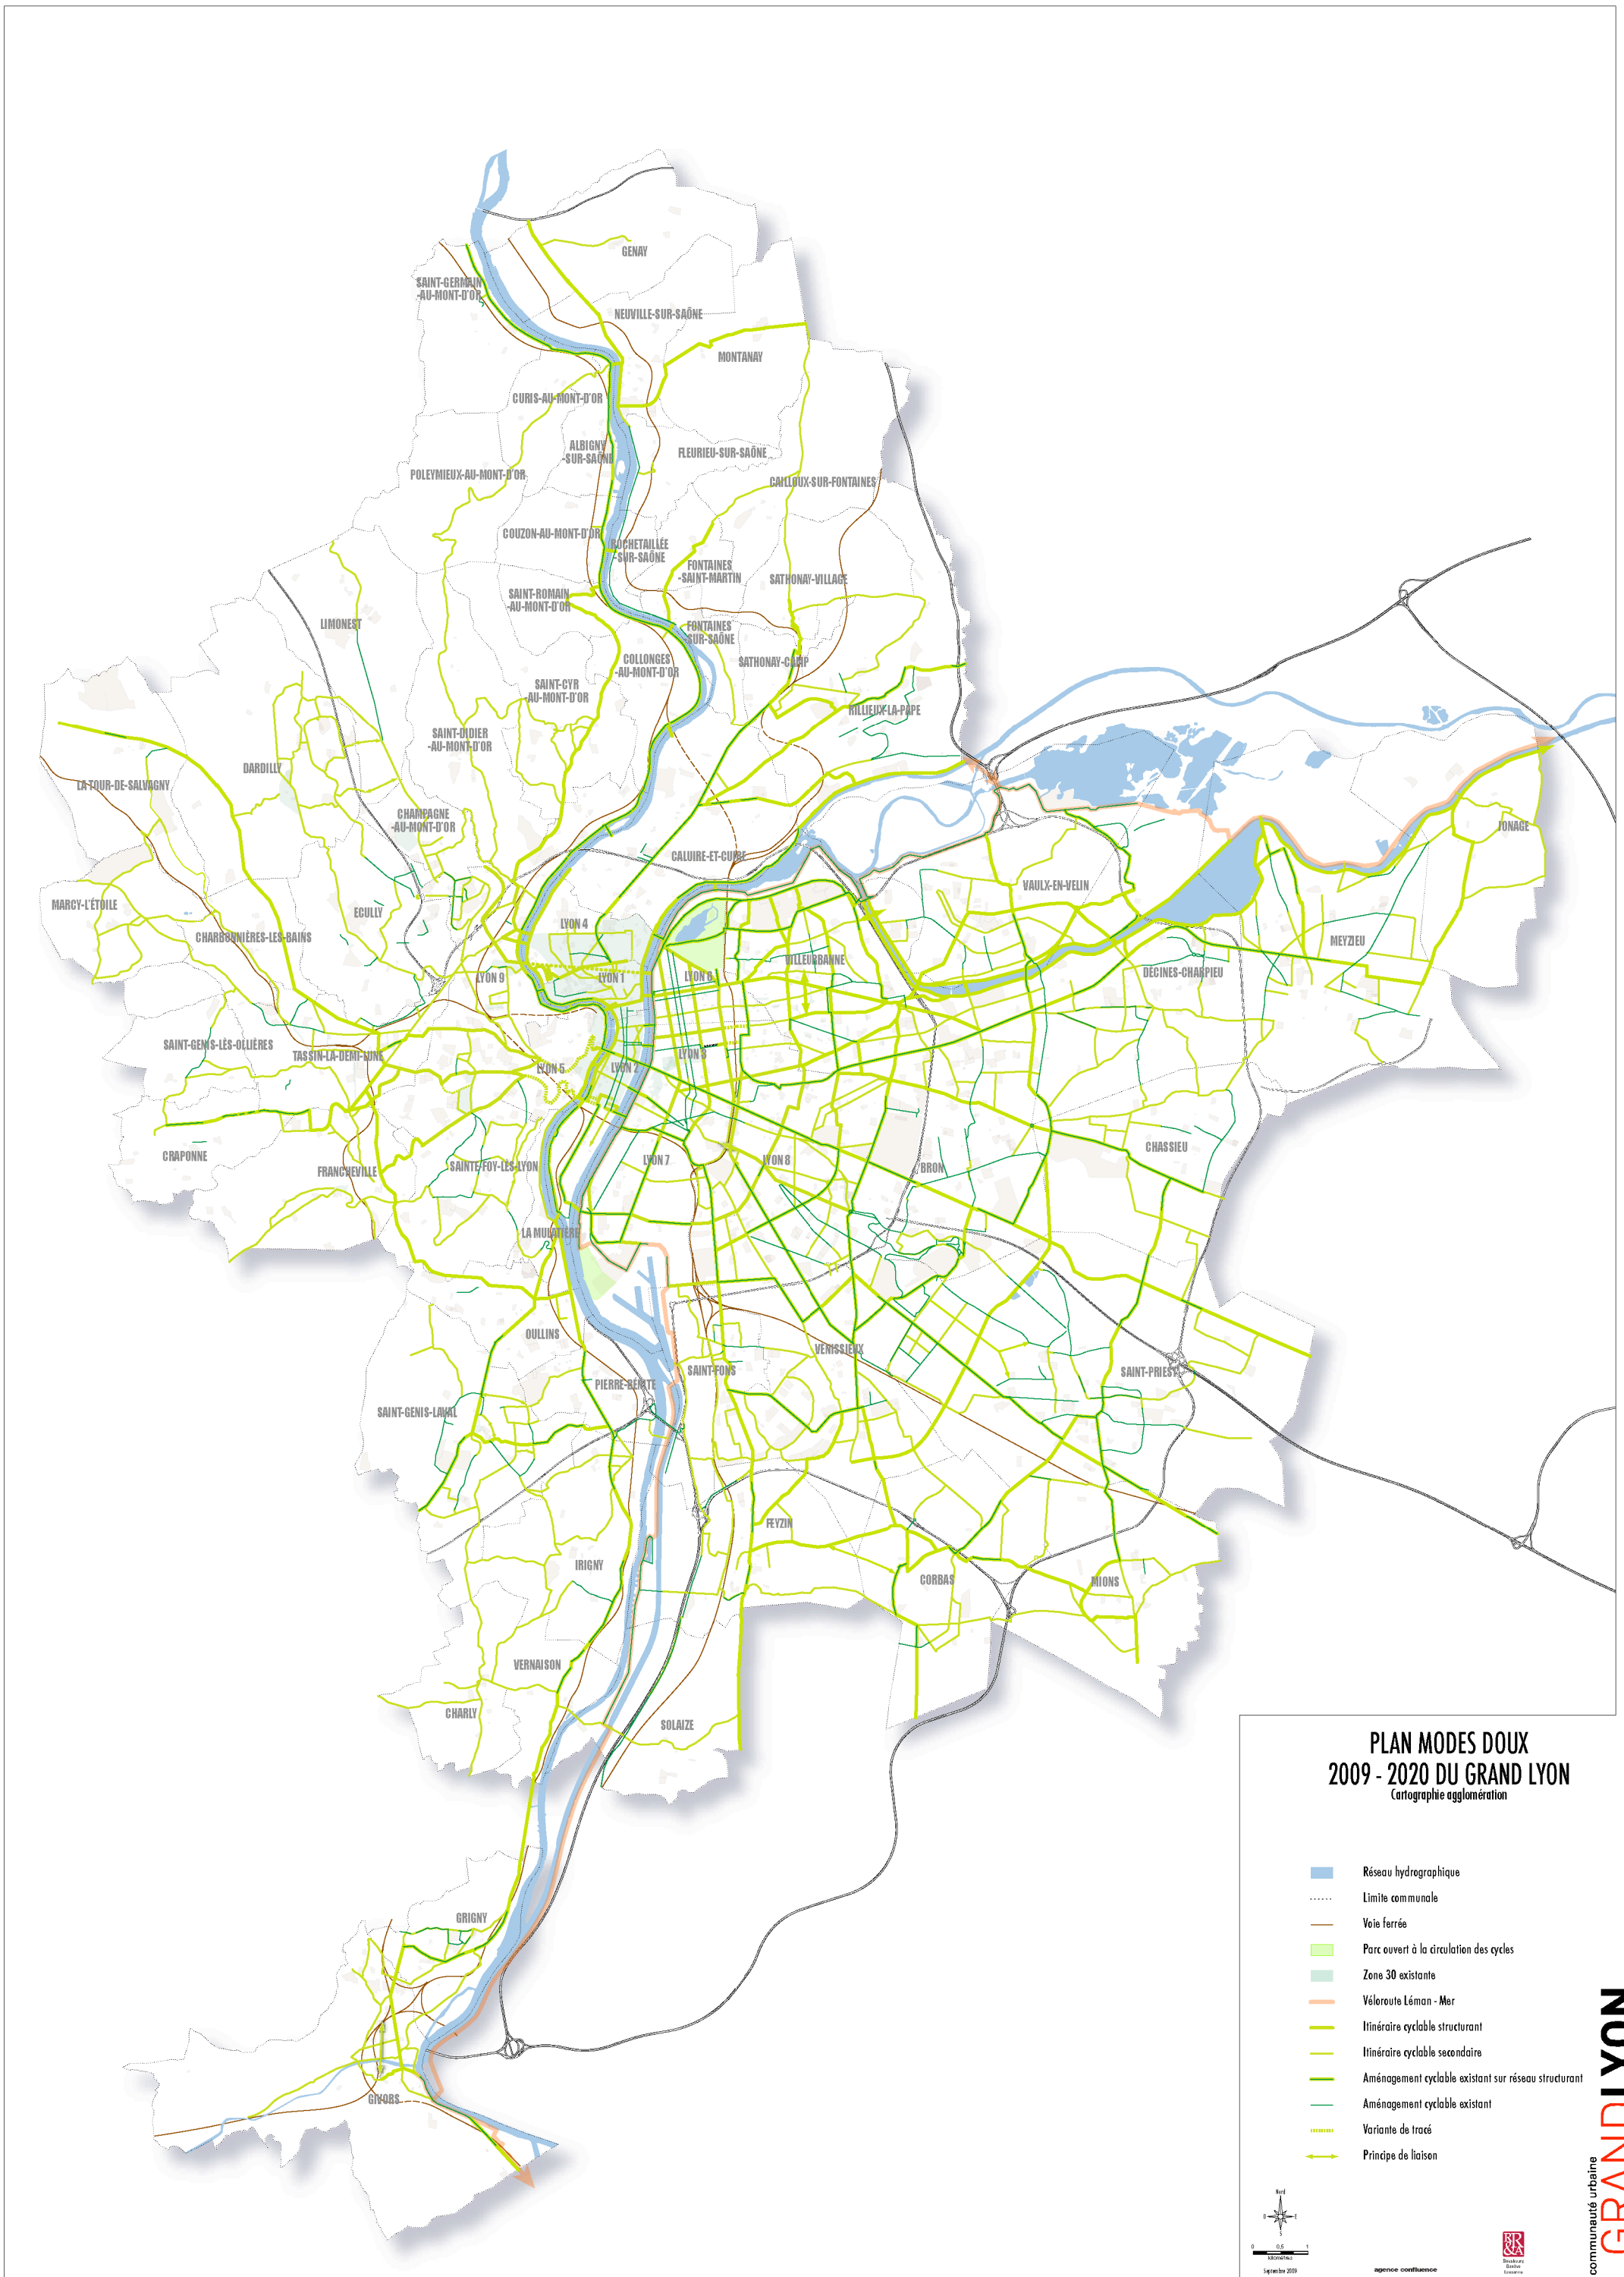 GENAY
SAINT-GERMAIN
-AU-MONT-D'OR
NEUVILLE-SUR-SAÔNE
MONTANAY
CURIS-AU-MONT-D'OR
ALBIGNY
-SUR-SAÔNE
FLEURIEU-SUR-SAÔNE
POLEYMIEUX-AU-MONT-D'OR
CAILLOUX-SUR-FONTAINES
COUZON-AU-MONT-D'OR
ROCHETAILLÉE
-SUR-SAÔNE
FONTAINES
-SAINT-MARTIN
SATHONAY-VILLAGE
SAINT-ROMAIN
-AU-MONT-D'OR
LIMONEST
FONTAINES
SUR-SAÔNE
COLLONGES
-AU-MONT-D'OR
SATHONAY-CAMP
SAINT-CYR
-AU-MONT-D'OR
RILLIEUX-LA-PAPE
SAINT-DIDIER
-AU-MONT-D'OR
DARDILLY
LA TOUR-DE-SALVAGNY
CHAMPAGNE
-AU-MONT-D'OR
JONAGE
CALUIRE-ET-CUIRE
VAULX-EN-VELIN
MARCY-L'ÉTOILE
ECULLY
LYON 4
CHARBONNIÈRES-LES-BAINS
MEYZIEU
VILLEURBANNE
DÉCINES-CHARPIEU
LYON 9
LYON 1
LYON 6
SAINT-GENIS-LÈS-OLLIÈRES
TASSIN-LA-DEMI-LUNE
LYON 3
LYON 5
LYON 2
CRAPONNE
FRANCHEVILLE
SAINTE-FOY-LÈS-LYON
LYON 7
LYON 8
BRON
CHASSIEU
LA MULATIÈRE
OULLINS
VÉNISSIEUX
SAINT-FONS
SAINT-PRIEST
PIERRE-BÉNITE
SAINT-GENIS-LAVAL
FEYZIN
IRIGNY
CORBAS
MIONS
VERNAISON
CHARLY
SOLAIZE
GRIGNY
GIVORS
PLAN MODES DOUX
2009 - 2020 DU GRAND LYON
Cartographie agglomération
Réseau hydrographique
Limite communale
Voie ferrée
Parc ouvert à la circulation des cycles
Zone 30 existante
Véloroute Léman - Mer
Itinéraire cyclable structurant
Itinéraire cyclable secondaire
Aménagement cyclable existant sur réseau structurant
Aménagement cyclable existant
Variante de tracé
Principe de liaison
Nord
O E
S
0 0,5 1
kilomètres
Septembre 2009
agence confluence
communauté urbaine
GRANDLYON